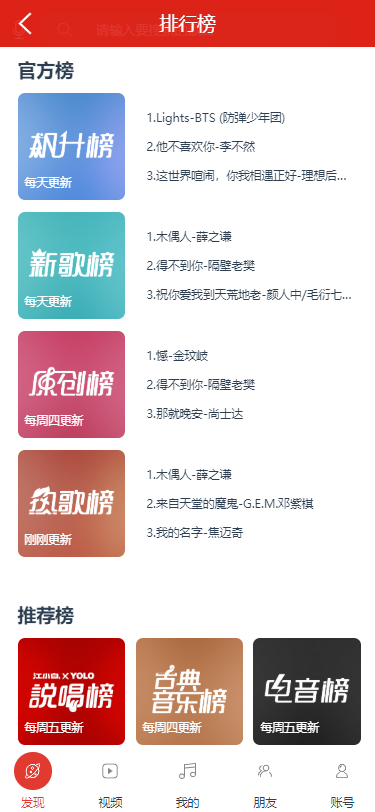 排行榜
官方榜
飙升榜
每天更新
1.Lights-BTS (防弹少年团)
2.他不喜欢你-李不然
3.这世界喧闹，你我相遇正好-理想后...
新歌榜
每天更新
1.木偶人-薛之谦
2.得不到你-隔壁老樊
3.祝你爱我到天荒地老-颜人中/毛衍七...
原创榜
每周四更新
1.憾-金玟岐
2.得不到你-隔壁老樊
3.那就晚安-尚士达
热歌榜
刚刚更新
1.木偶人-薛之谦
2.来自天堂的魔鬼-G.E.M.邓紫棋
3.我的名字-焦迈奇
推荐榜
江小白 X YOLO
說唱榜
每周五更新
古典
音乐榜
每周四更新
电音榜
每周五更新
发现 视频 我的 朋友 账号